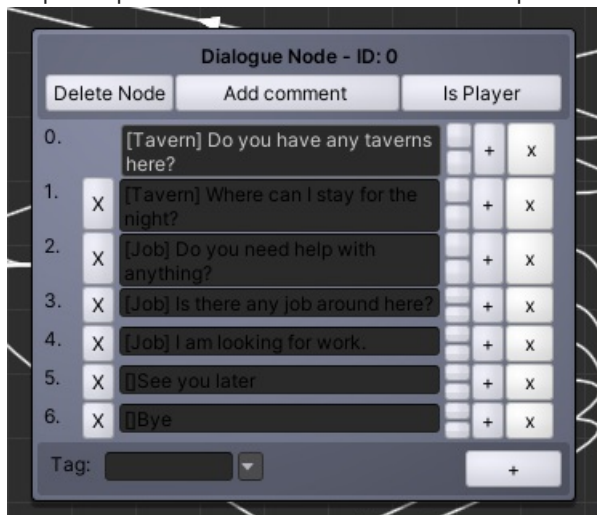 Dialogue Node - ID: 0
Delete Node Add comment Is Player
0. [Tavern] Do you have any taverns
here? + x
1. X [Tavern] Where can I stay for the
night? + x
2. X [Job] Do you need help with
anything? + x
3. X [Job] Is there any job around here? + x
4. X [Job] I am looking for work. + x
5. X []See you later + x
6. X []Bye + x
Tag: +